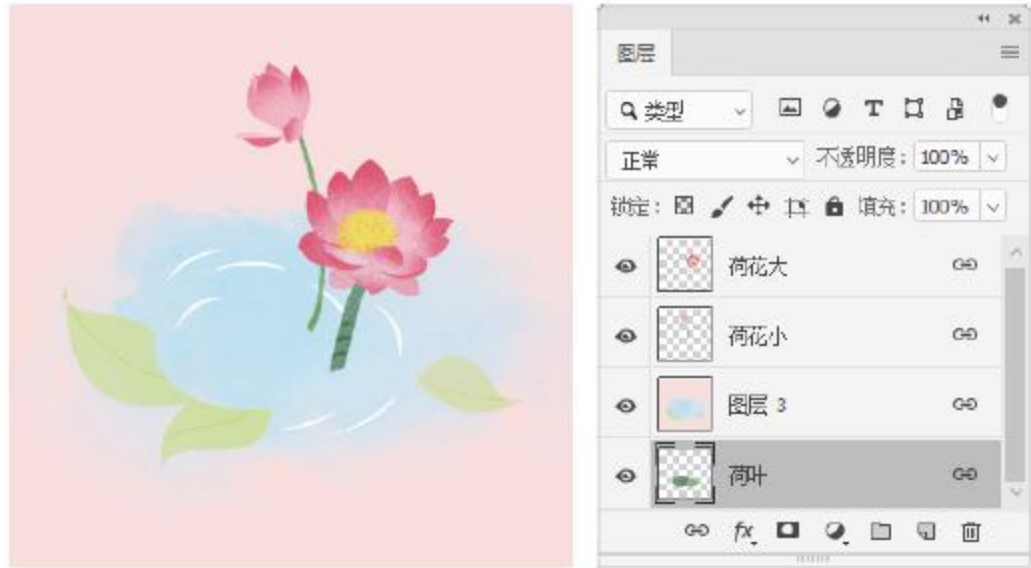 图层
类型
正常 不透明度: 100%
锁定: 填充: 100%
荷花大
荷花小
图层 3
荷叶
fx